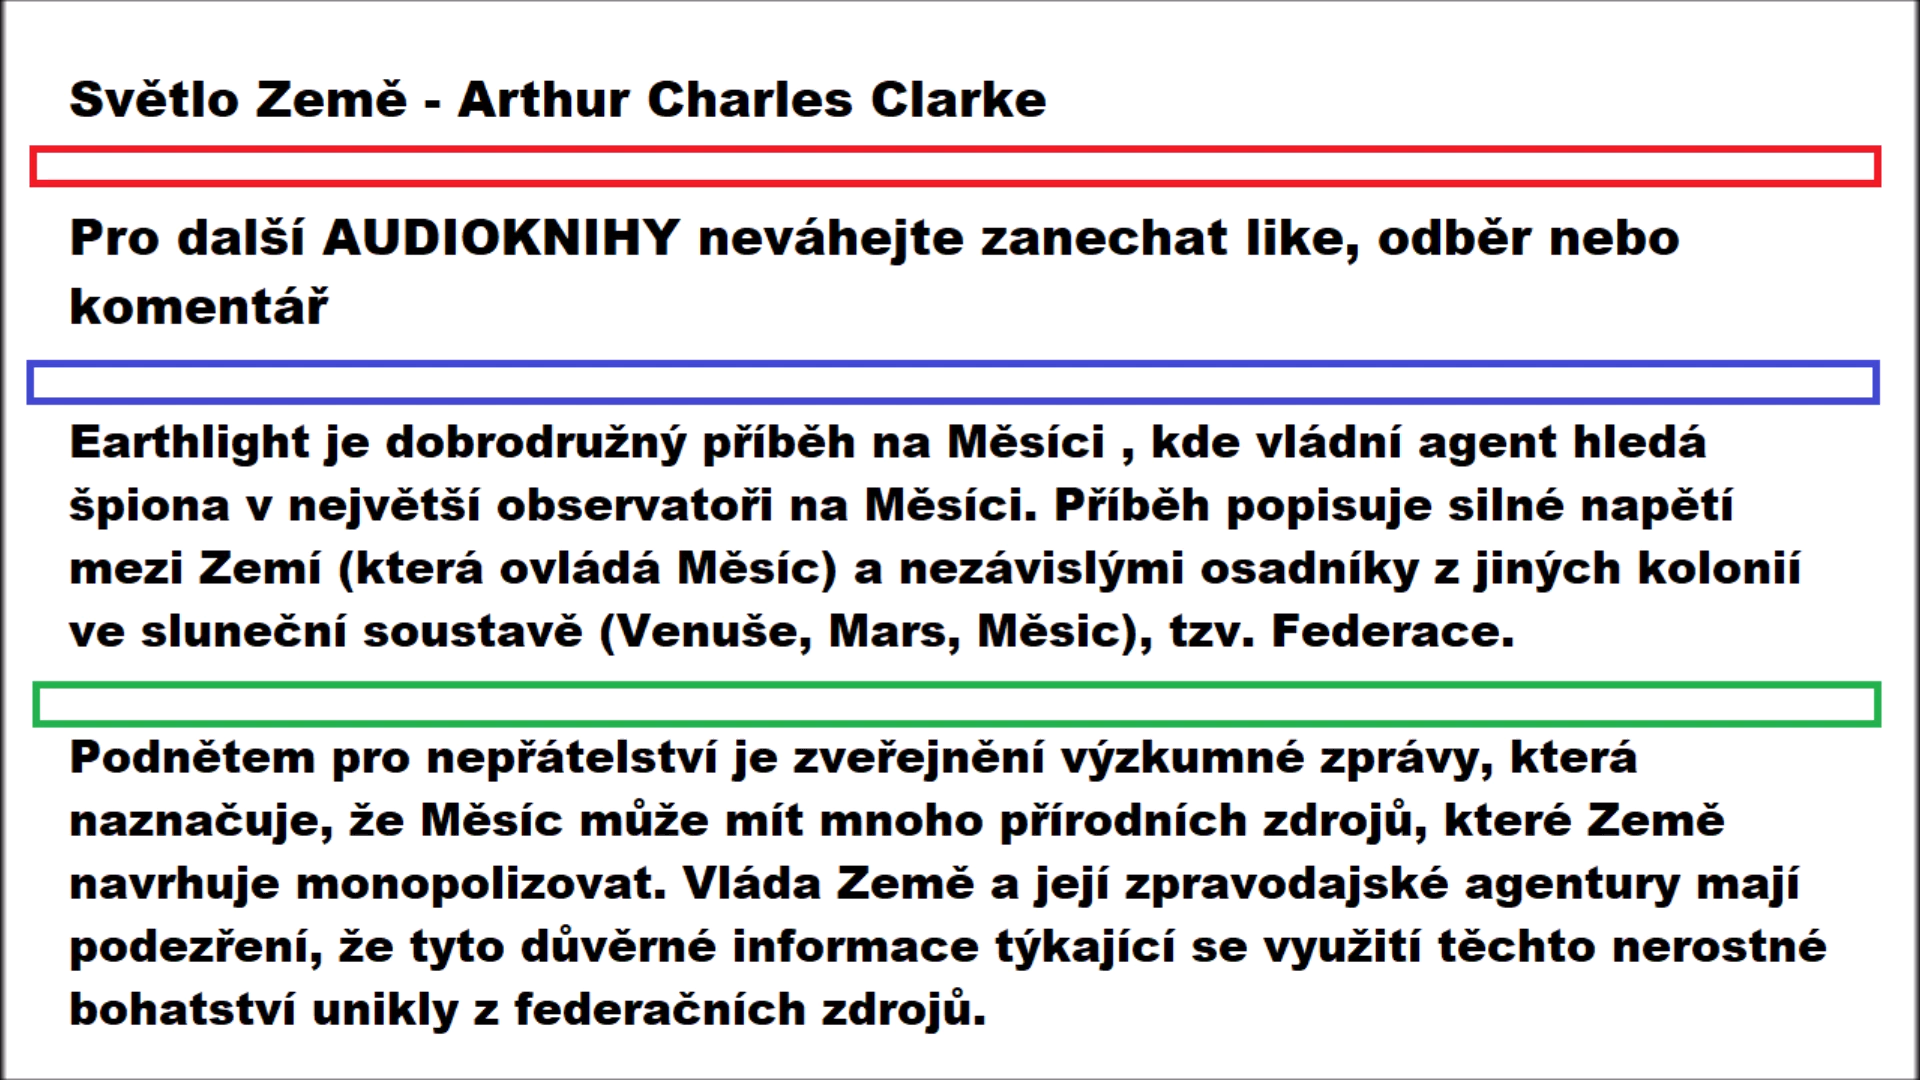 Světlo Země - Arthur Charles Clarke
Pro další AUDIOKNIHY neváhejte zanechat like, odběr nebo
komentář
Earthlight je dobrodružný příběh na Měsíci , kde vládní agent hledá
špiona v největší observatoři na Měsíci. Příběh popisuje silné napětí
mezi Zemí (která ovládá Měsíc) a nezávislými osadníky z jiných kolonií
ve sluneční soustavě (Venuše, Mars, Měsic), tzv. Federace.
Podnětem pro nepřátelství je zveřejnění výzkumné zprávy, která
naznačuje, že Měsíc může mít mnoho přírodních zdrojů, které Země
navrhuje monopolizovat. Vláda Země a její zpravodajské agentury mají
podezření, že tyto důvěrné informace týkající se využití těchto nerostné
bohatství unikly z federačních zdrojů.